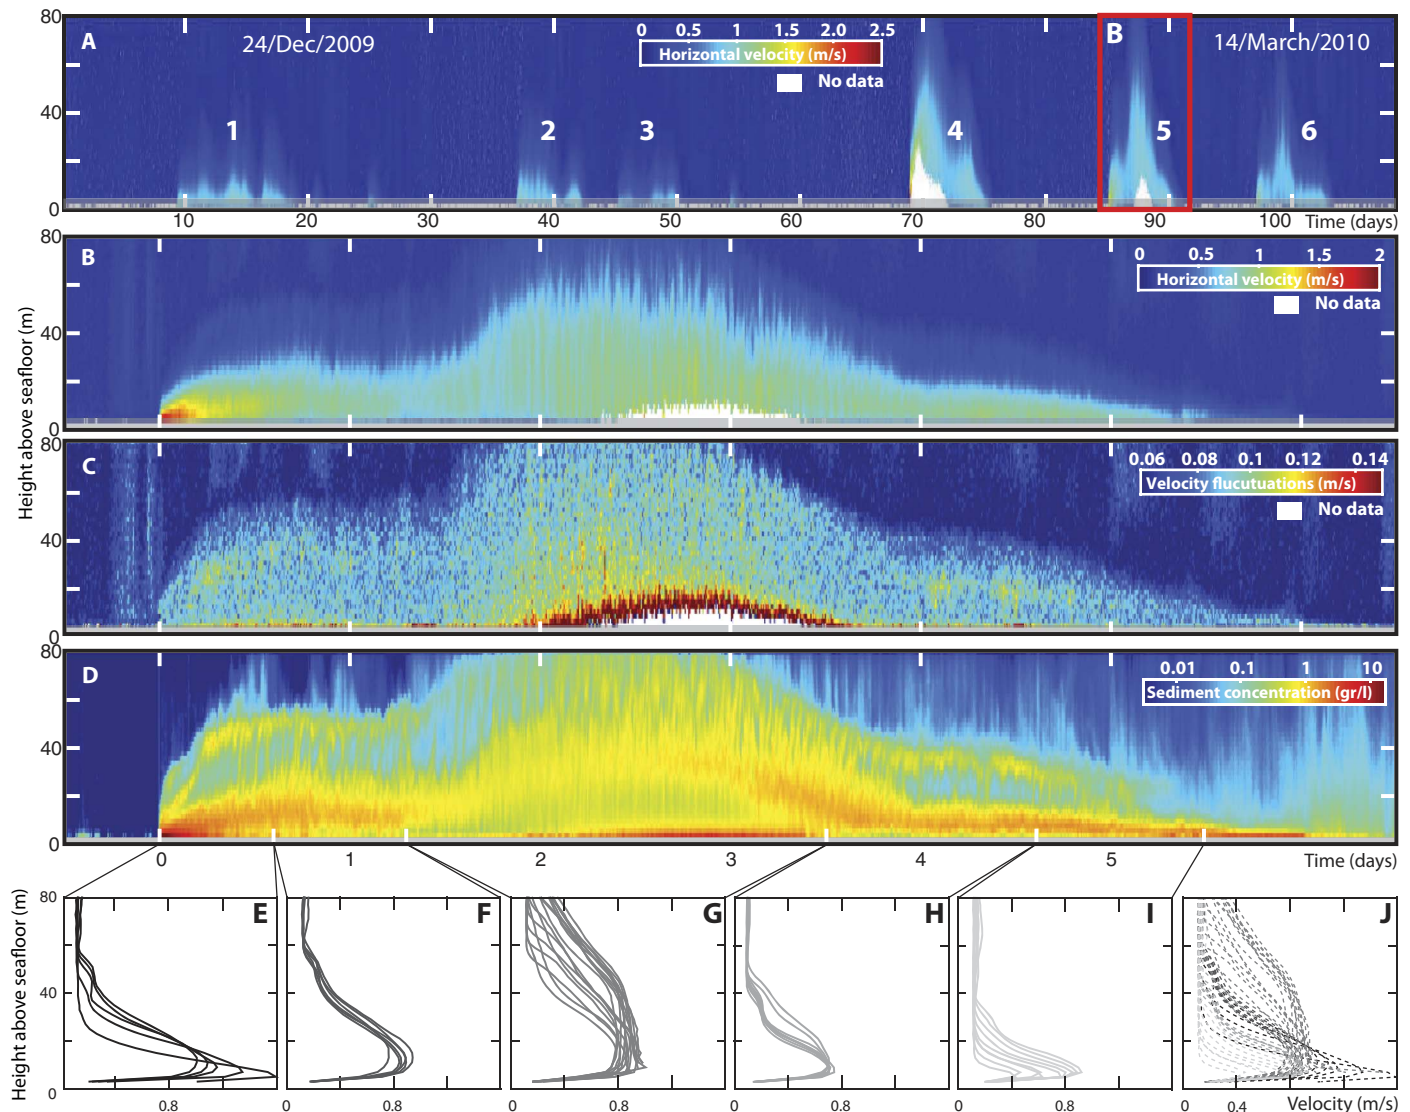 80
A
24/Dec/2009
0 0.5 1 1.5 2.0 2.5
Horizontal velocity (m/s)
No data
B
14/March/2010
40
1 2 3 4 5 6
0
10 20 30 40 50 60 70 80 90 100 Time (days)
80
B
0 0.5 1 1.5 2
Horizontal velocity (m/s)
No data
40
0
Height above seafloor (m)
80
C
0.06 0.08 0.1 0.12 0.14
Velocity flucutuations (m/s)
No data
40
0
80
D
0.01 0.1 1 10
Sediment concentration (gr/l)
40
0
0 1 2 3 4 5 Time (days)
Height above seafloor (m)
80
E F G H I J
40
0
0.8 0 0.8 0 0.8 0 0.8 0 0.8 0 0.4 Velocity (m/s)